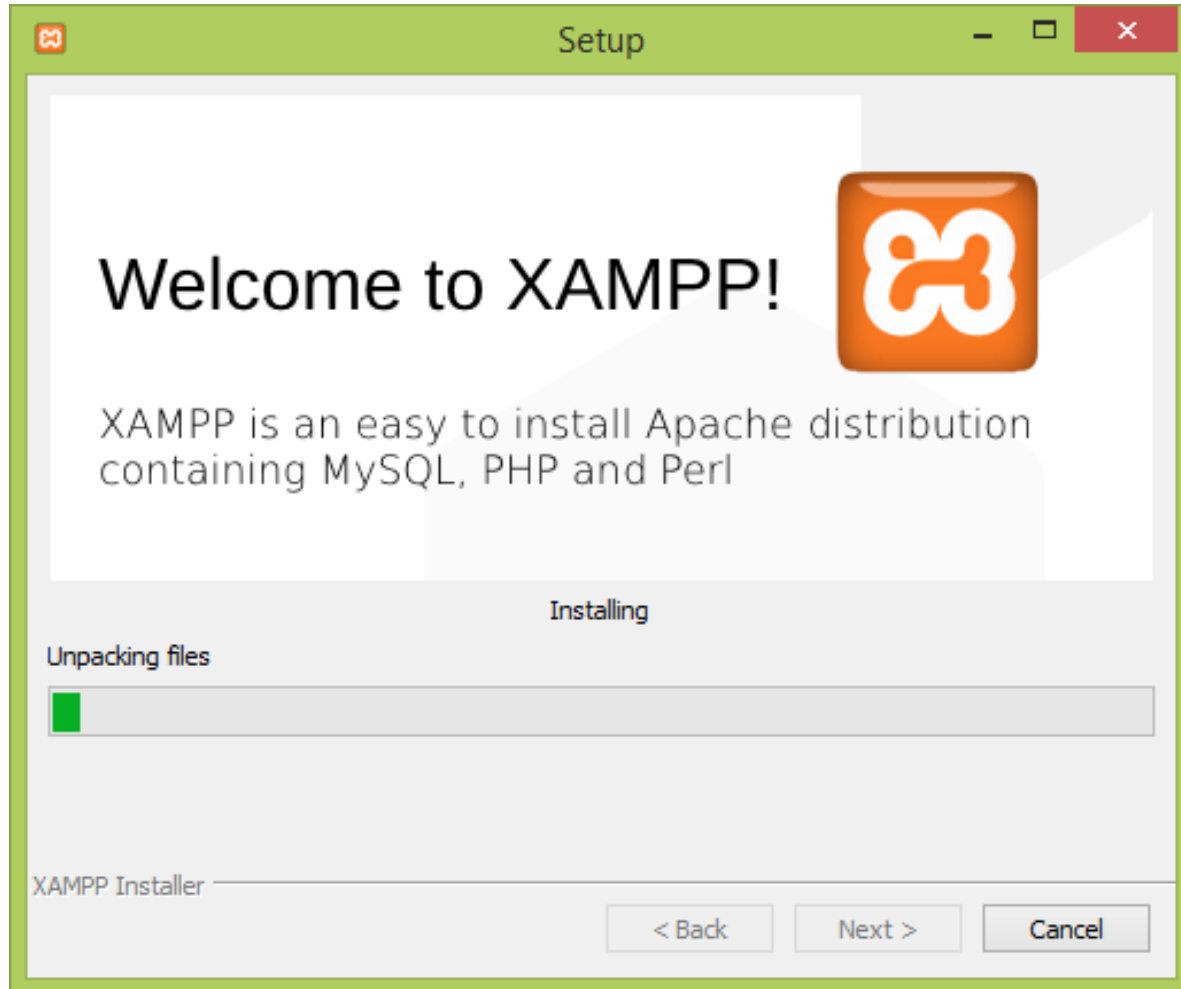 Setup
Welcome to XAMPP!
XAMPP is an easy to install Apache distribution
containing MySQL, PHP and Perl
Installing
Unpacking files
XAMPP Installer
< Back Next > Cancel